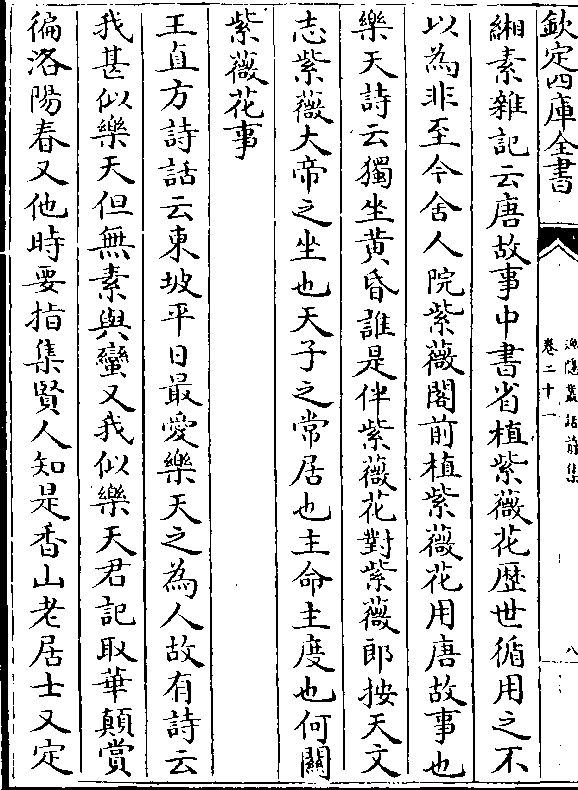 欽定四庫全書
漁隱叢話前集
卷二十一
八
緗素雜記云唐故事中書省植紫薇花歴世循用之不
以為非至今舍人院紫薇閣前植紫薇花用唐故事也
樂天詩云獨坐黄昏誰是伴紫薇花對紫薇郎按天文
志紫薇大帝之坐也天子之常居也主命主度也何關
紫薇花事
王直方詩話云東坡平日最愛樂天之為人故有詩云
我甚似樂天但無素與蠻又我似樂天君記取華顛賞
徧洛陽春又他時要指集賢人知是香山老居士又定